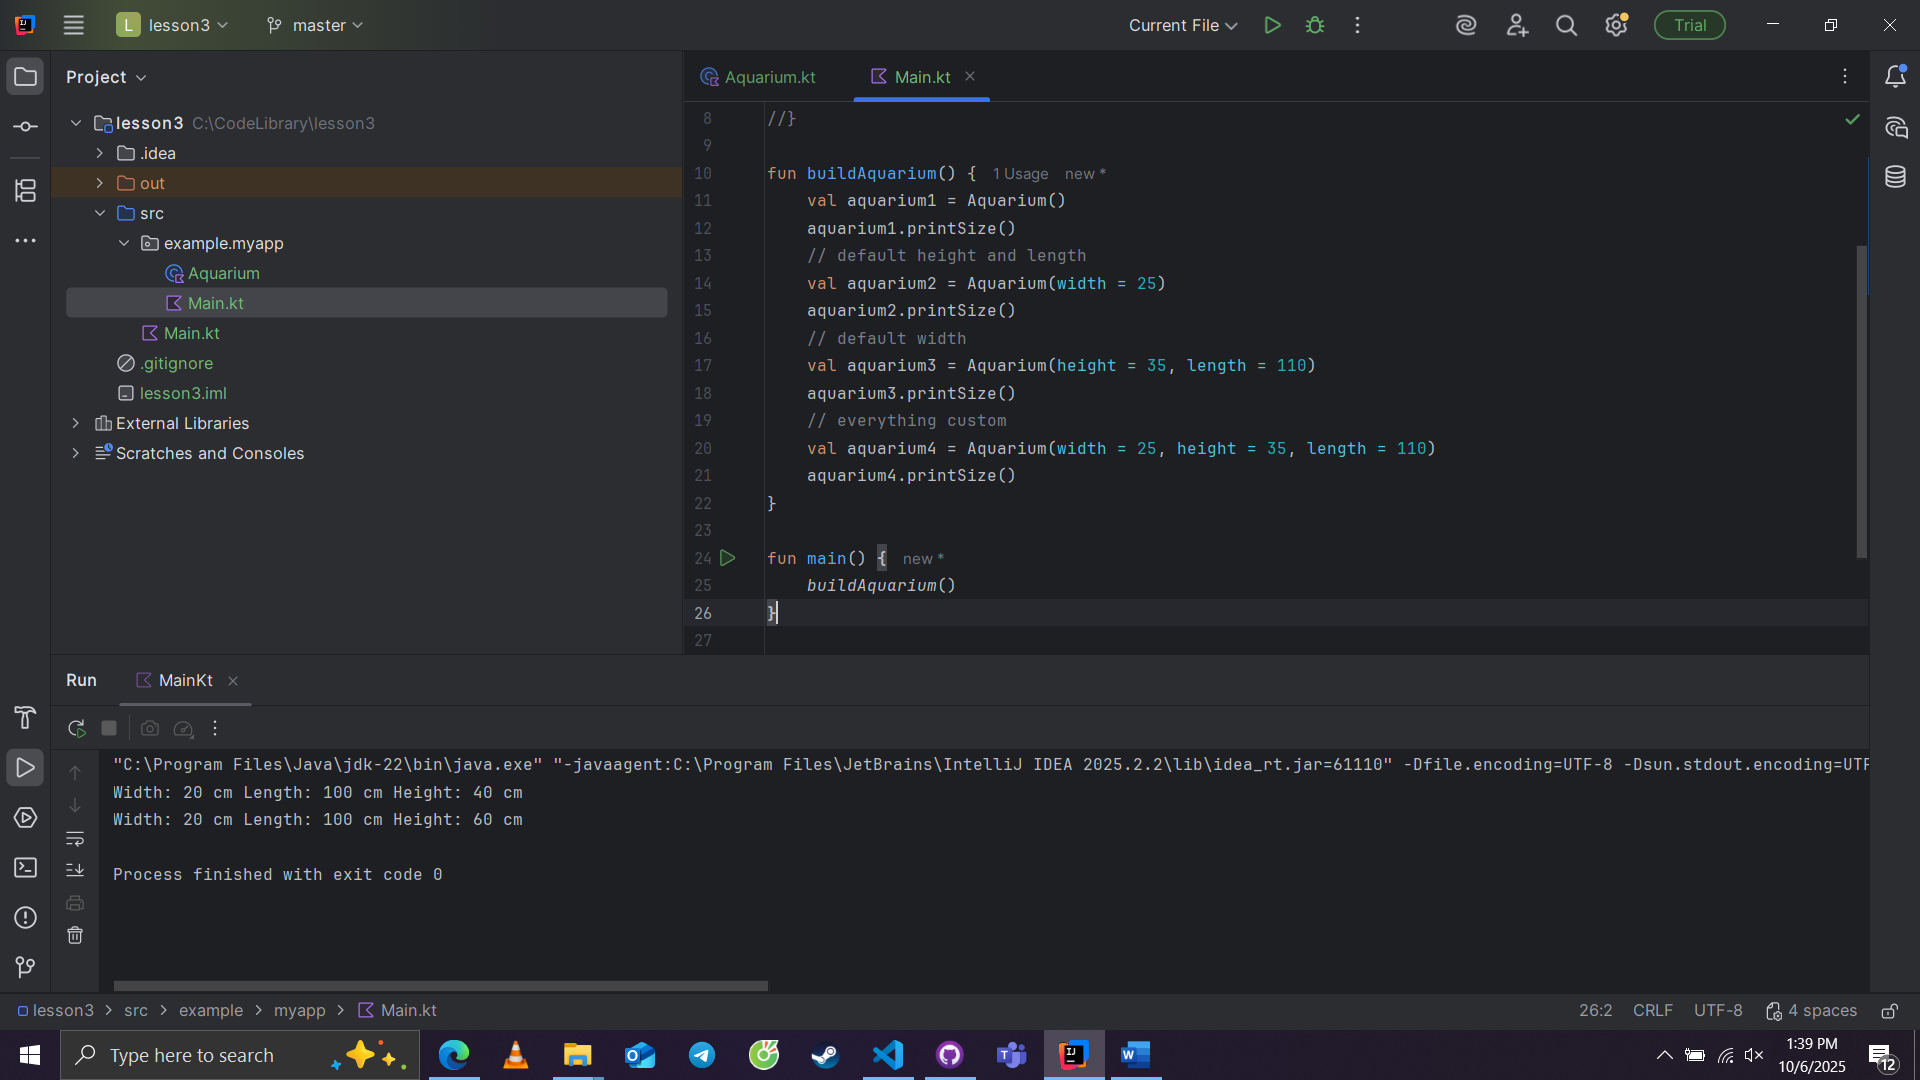 L lesson3 master Current File Trial
Project
Aquarium.kt Main.kt
lesson3 C:\CodeLibrary\lesson3
.idea
out
src
example.myapp
Aquarium
Main.kt
Main.kt
.gitignore
lesson3.iml
External Libraries
Scratches and Consoles
8 //}
9
10 fun buildAquarium() { 1 Usage new *
11 val aquarium1 = Aquarium()
12 aquarium1.printSize()
13 // default height and length
14 val aquarium2 = Aquarium(width = 25)
15 aquarium2.printSize()
16 // default width
17 val aquarium3 = Aquarium(height = 35, length = 110)
18 aquarium3.printSize()
19 // everything custom
20 val aquarium4 = Aquarium(width = 25, height = 35, length = 110)
21 aquarium4.printSize()
22 }
23
24 fun main() { new *
25 buildAquarium()
26 }
27
Run MainKt
"C:\Program Files\Java\jdk-22\bin\java.exe" "-javaagent:C:\Program Files\JetBrains\IntelliJ IDEA 2025.2.2\lib\idea_rt.jar=61110" -Dfile.encoding=UTF-8 -Dsun.stdout.encoding=UTF
Width: 20 cm Length: 100 cm Height: 40 cm
Width: 20 cm Length: 100 cm Height: 60 cm
Process finished with exit code 0
lesson3 > src > example > myapp > Main.kt 26:2 CRLF UTF-8 4 spaces
Type here to search
1:39 PM
10/6/2025
12